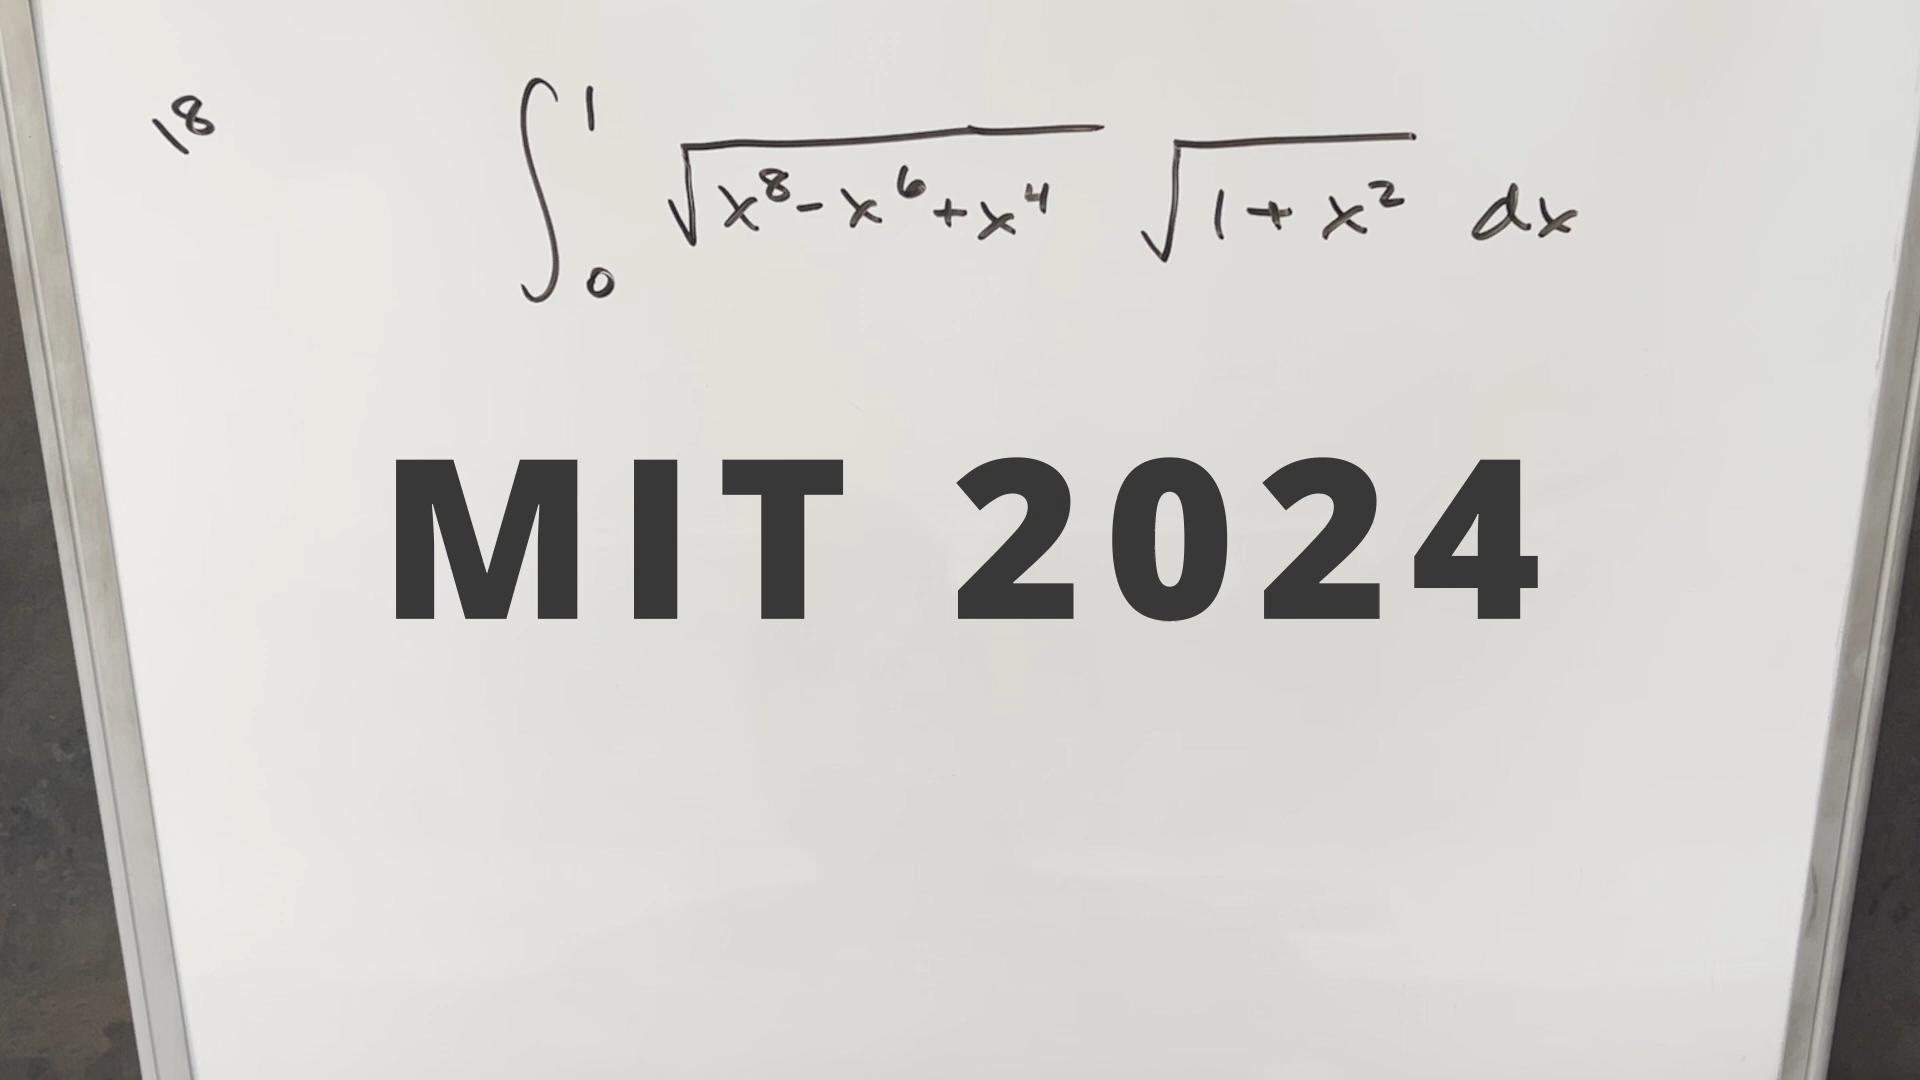 18 ∫₀¹ √(x⁸-x⁶+x⁴) √(1+x²) dx
MIT 2024